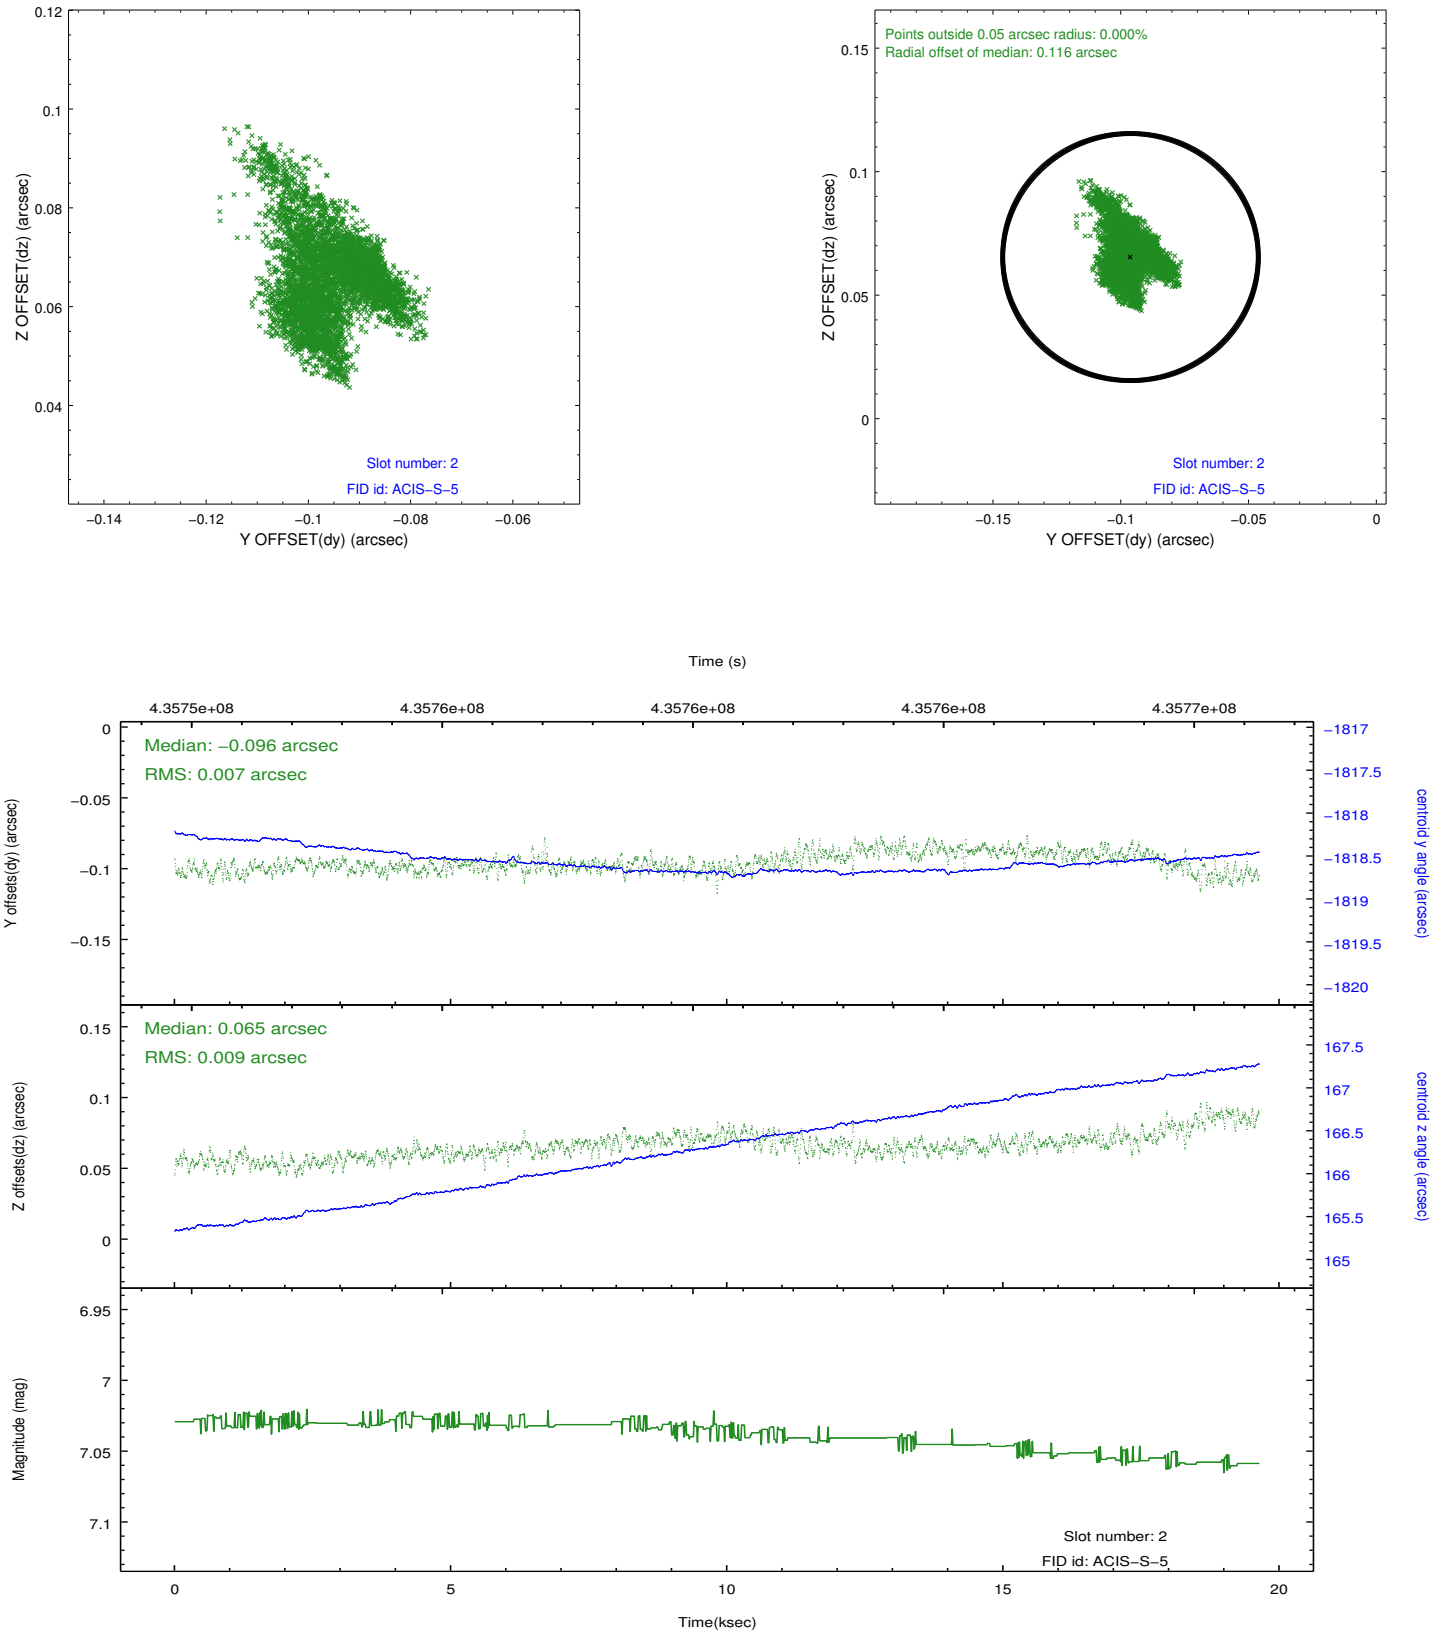 0.12
0.1
0.08
0.06
0.04
Z OFFSET(dz) (arcsec)
Slot number: 2
FID id: ACIS−S−5
−0.14 −0.12 −0.1 −0.08 −0.06
Y OFFSET(dy) (arcsec)
Points outside 0.05 arcsec radius: 0.000%
Radial offset of median: 0.116 arcsec
0.15
0.1
0.05
0
Z OFFSET(dz) (arcsec)
Slot number: 2
FID id: ACIS−S−5
−0.15 −0.1 −0.05 0
Y OFFSET(dy) (arcsec)
Time (s)
4.3575e+08 4.3576e+08 4.3576e+08 4.3576e+08 4.3577e+08
Median: −0.096 arcsec
RMS: 0.007 arcsec
0
−0.05
−0.1
−0.15
Y offsets(dy) (arcsec)
−1817
−1817.5
−1818
−1818.5
−1819
−1819.5
−1820
centroid y angle (arcsec)
Median: 0.065 arcsec
RMS: 0.009 arcsec
0.15
0.1
0.05
0
Z offsets(dz) (arcsec)
167.5
167
166.5
166
165.5
165
centroid z angle (arcsec)
6.95
7
7.05
7.1
Magnitude (mag)
Slot number: 2
FID id: ACIS−S−5
0 5 10 15 20
Time(ksec)